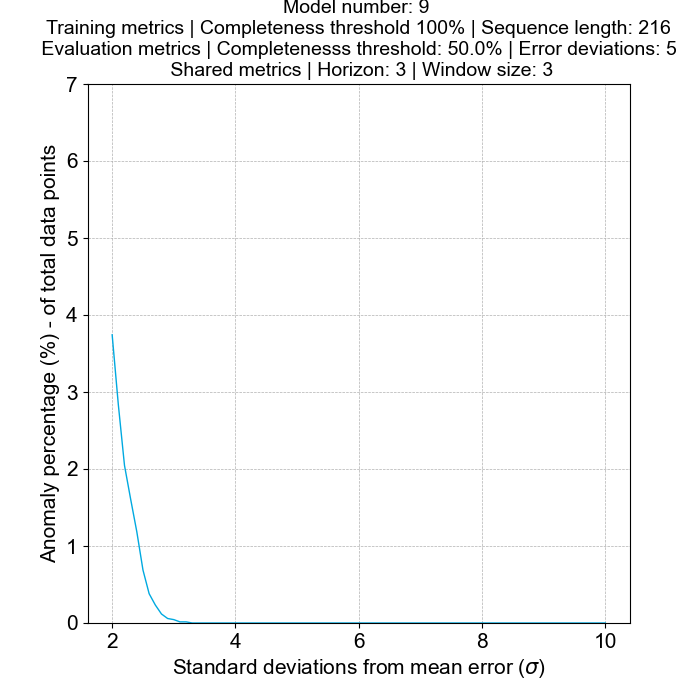 Model number: 9
Training metrics | Completeness threshold 100% | Sequence length: 216
Evaluation metrics | Completenesss threshold: 50.0% | Error deviations: 5
Shared metrics | Horizon: 3 | Window size: 3
7
6
5
4
3
2
1
0
Anomaly percentage (%) - of total data points
2 4 6 8 10
Standard deviations from mean error (σ)